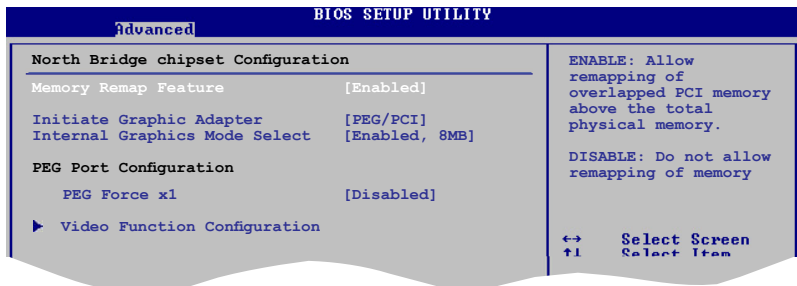 BIOS SETUP UTILITY
Advanced
North Bridge chipset Configuration
Memory Remap Feature [Enabled]
Initiate Graphic Adapter [PEG/PCI]
Internal Graphics Mode Select [Enabled, 8MB]
PEG Port Configuration
PEG Force x1 [Disabled]
Video Function Configuration
ENABLE: Allow
remapping of
overlapped PCI memory
above the total
physical memory.
DISABLE: Do not allow
remapping of memory
←→ Select Screen
↑↓ Select Item